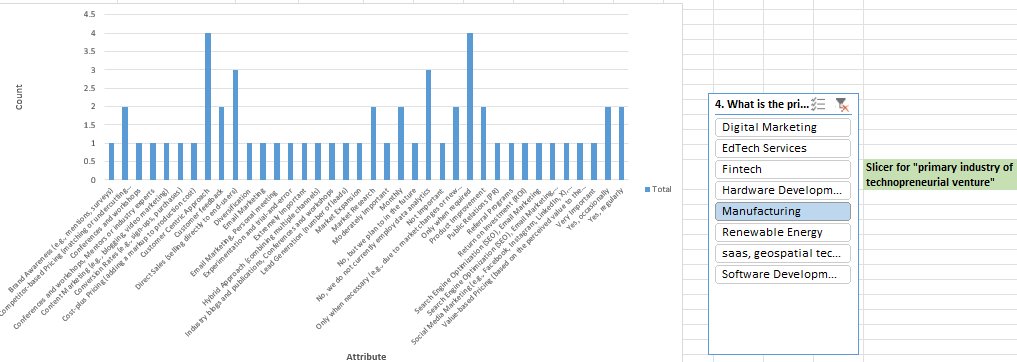 4.5
4
3.5
3
2.5
2
1.5
1
0.5
0
Count
Brand Awareness (e.g., mentions, surveys)
Competitor-based Pricing (matching or undercutting...
Conferences and workshops
Conferences and workshops, Mentors or industry experts
Content Marketing (e.g., blogging, video marketing)
Conversion Rates (e.g., sign-ups, purchases)
Cost-plus Pricing (adding a markup to production cost)
Customer-Centric Approach
Customer feedback
Direct Sales (selling directly to end-users)
Diversification
Email Marketing
Email Marketing, Personal meeting
Experimentation and trial-and-error
Extremely important
Hybrid Approach (combining multiple channels)
Industry blogs and publications, Conferences and workshops
Lead Generation (number of leads)
Market Expansion
Market Research
Moderately important
Monthly
No, but we plan to in the future
No, we do not currently employ data analytics
Not Important
Only when necessary (e.g., due to market changes or new...
Only when required
Product Improvement
Public Relations (PR)
Referral Programs
Return on Investment (ROI)
Search Engine Optimization (SEO), Email Marketing
Search Engine Optimization (SEO), Email Marketing,...
Social Media Marketing (e.g., Facebook, Instagram, LinkedIn, X),...
Value-based Pricing (based on the perceived value to the...
Very important
Yes, occasionally
Yes, regularly
Attribute
Total
4. What is the pri...
Digital Marketing
EdTech Services
Fintech
Hardware Developm...
Manufacturing
Renewable Energy
saas, geospatial tec...
Software Developm...
Slicer for "primary industry of
technopreneurial venture"